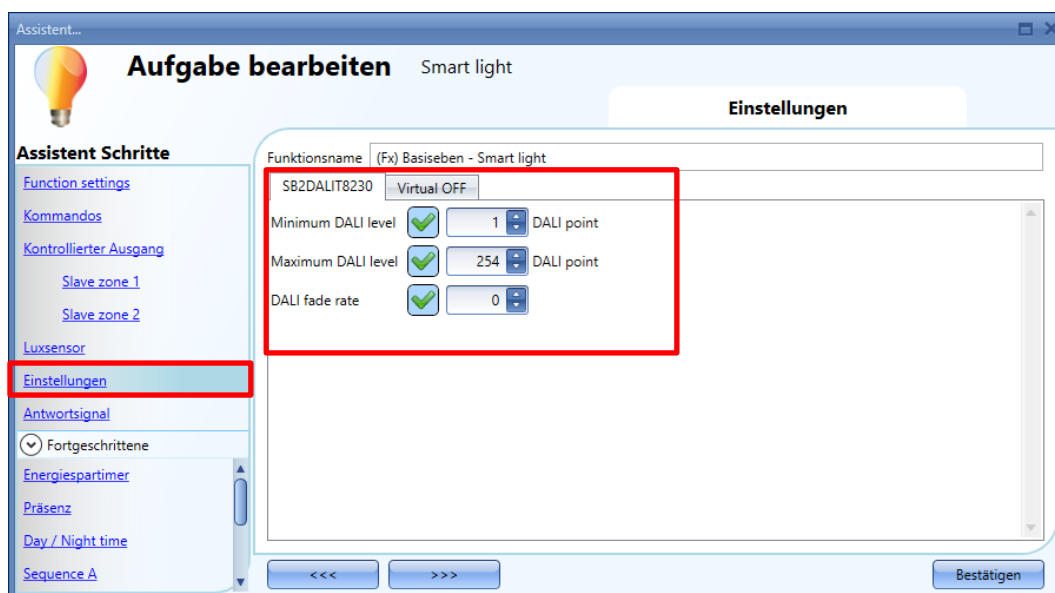 Assistent...
Aufgabe bearbeiten Smart light
Einstellungen
Assistent Schritte
Function settings
Kommandos
Kontrollierter Ausgang
Slave zone 1
Slave zone 2
Luxsensor
Einstellungen
Antwortsignal
Fortgeschrittene
Energiespartimer
Präsenz
Day / Night time
Sequence A
Funktionsname (Fx) Basiseben - Smart light
SB2DALIT8230 Virtual OFF
Minimum DALI level 1 DALI point
Maximum DALI level 254 DALI point
DALI fade rate 0
<<< >>> Bestätigen